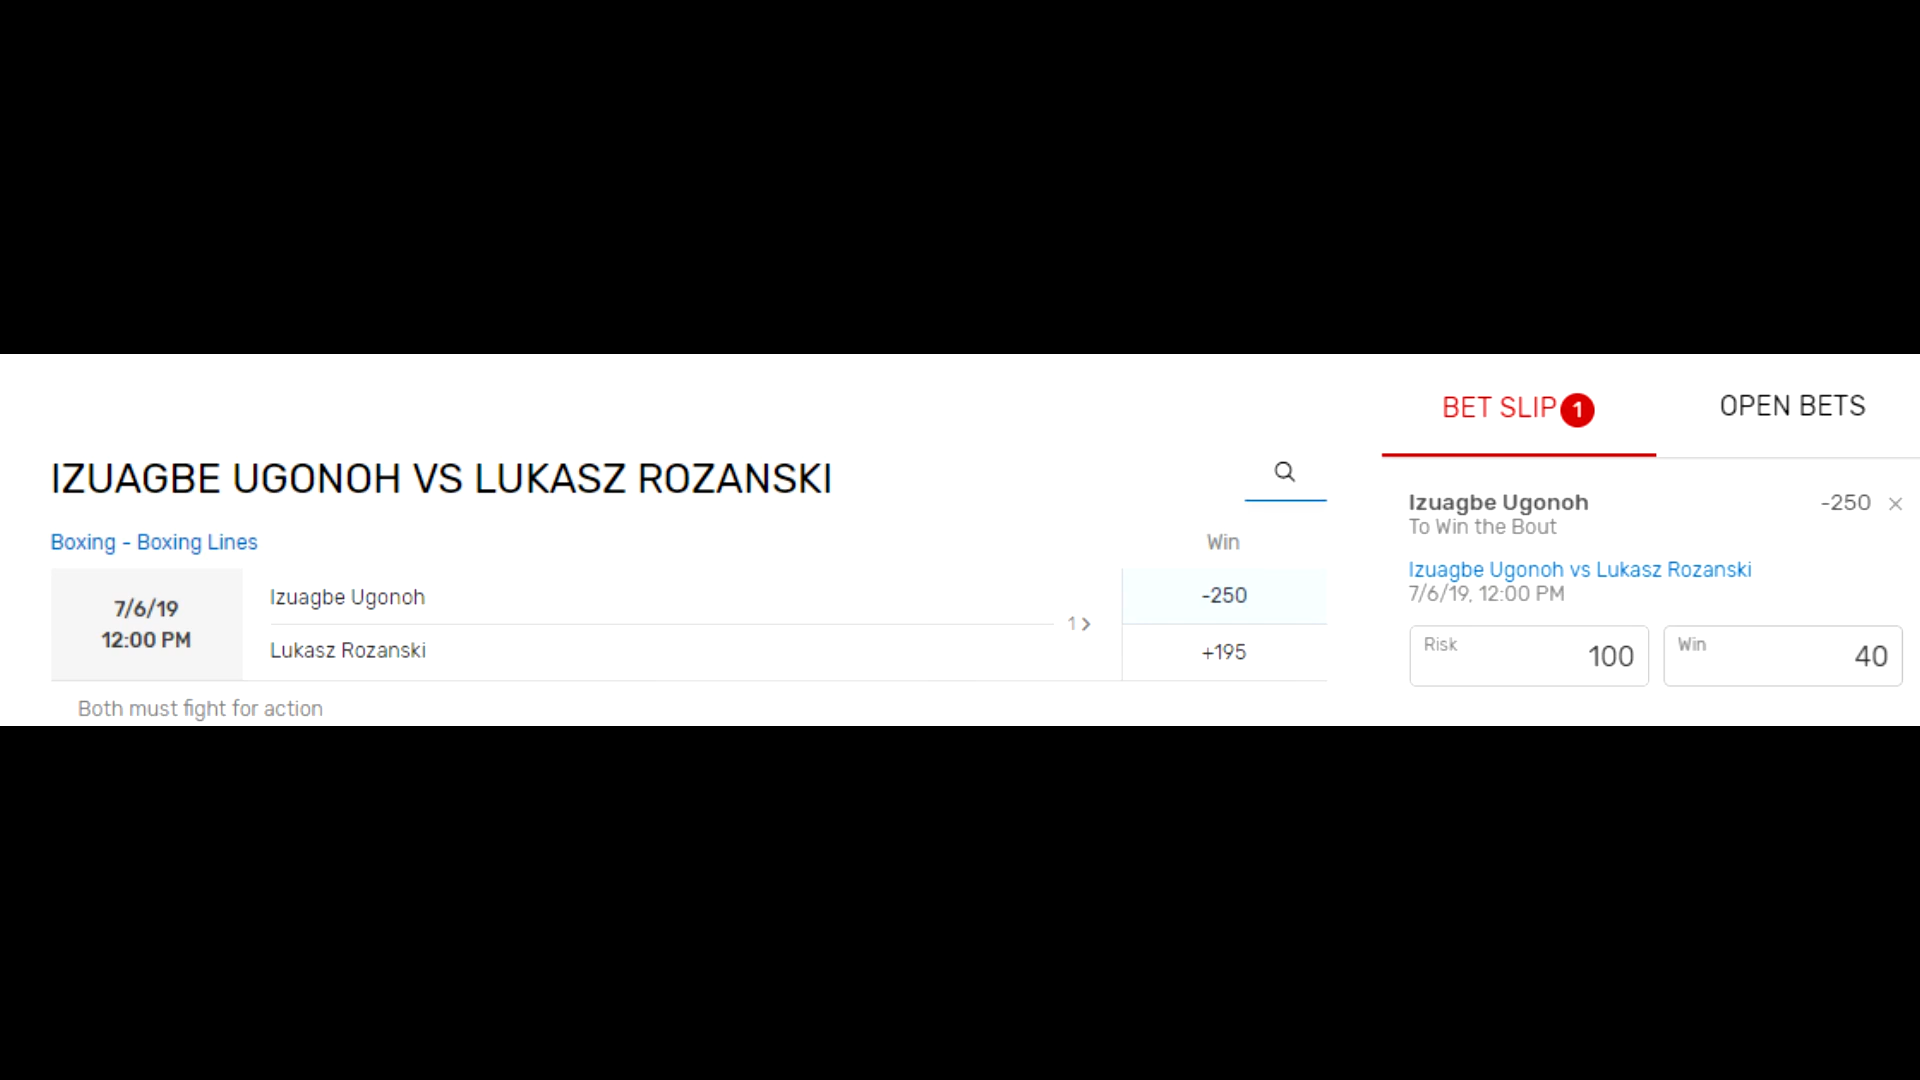 BET SLIP 1 OPEN BETS
IZUAGBE UGONOH VS LUKASZ ROZANSKI
Boxing - Boxing Lines Win
7/6/19
12:00 PM
Izuagbe Ugonoh -250
1 >
Lukasz Rozanski +195
Both must fight for action
Izuagbe Ugonoh -250 ×
To Win the Bout
Izuagbe Ugonoh vs Lukasz Rozanski
7/6/19, 12:00 PM
Risk 100 Win 40